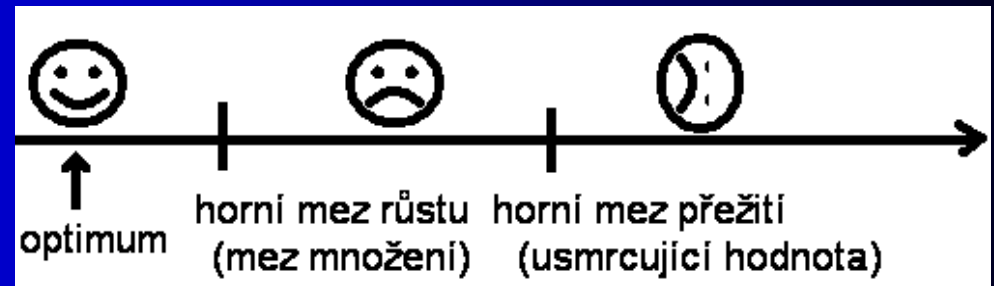 optimum
horní mez růstu
(mez množení)
horní mez přežití
(usmrcující hodnota)